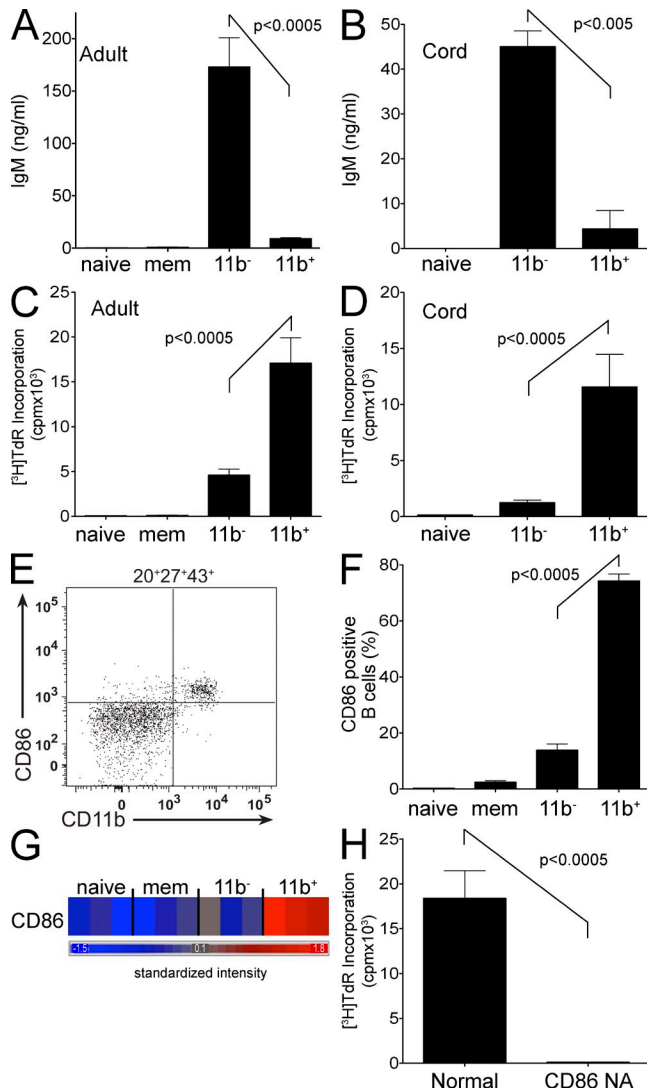 A
Adult
p<0.0005
IgM (ng/ml)
200
150
100
50
0
naive mem 11b⁻ 11b⁺
B
Cord
p<0.005
IgM (ng/ml)
50
40
30
20
10
0
naive 11b⁻ 11b⁺
C
Adult
p<0.0005
[³H]TdR Incorporation
(cpmx10³)
25
20
15
10
5
0
naive mem 11b⁻ 11b⁺
D
Cord
p<0.0005
[³H]TdR Incorporation
(cpmx10³)
20
15
10
5
0
naive 11b⁻ 11b⁺
E
20⁺27⁺43⁺
CD86
10⁵
10⁴
10³
10²
0
0 10³ 10⁴ 10⁵
CD11b
F
p<0.0005
CD86 positive
B cells (%)
80
60
40
20
0
naive mem 11b⁻ 11b⁺
G
naive mem 11b⁻ 11b⁺
CD86
-1.5 0.1 1.8
standardized intensity
H
p<0.0005
[³H]TdR Incorporation
(cpmx10³)
25
20
15
10
5
0
Normal CD86 NA